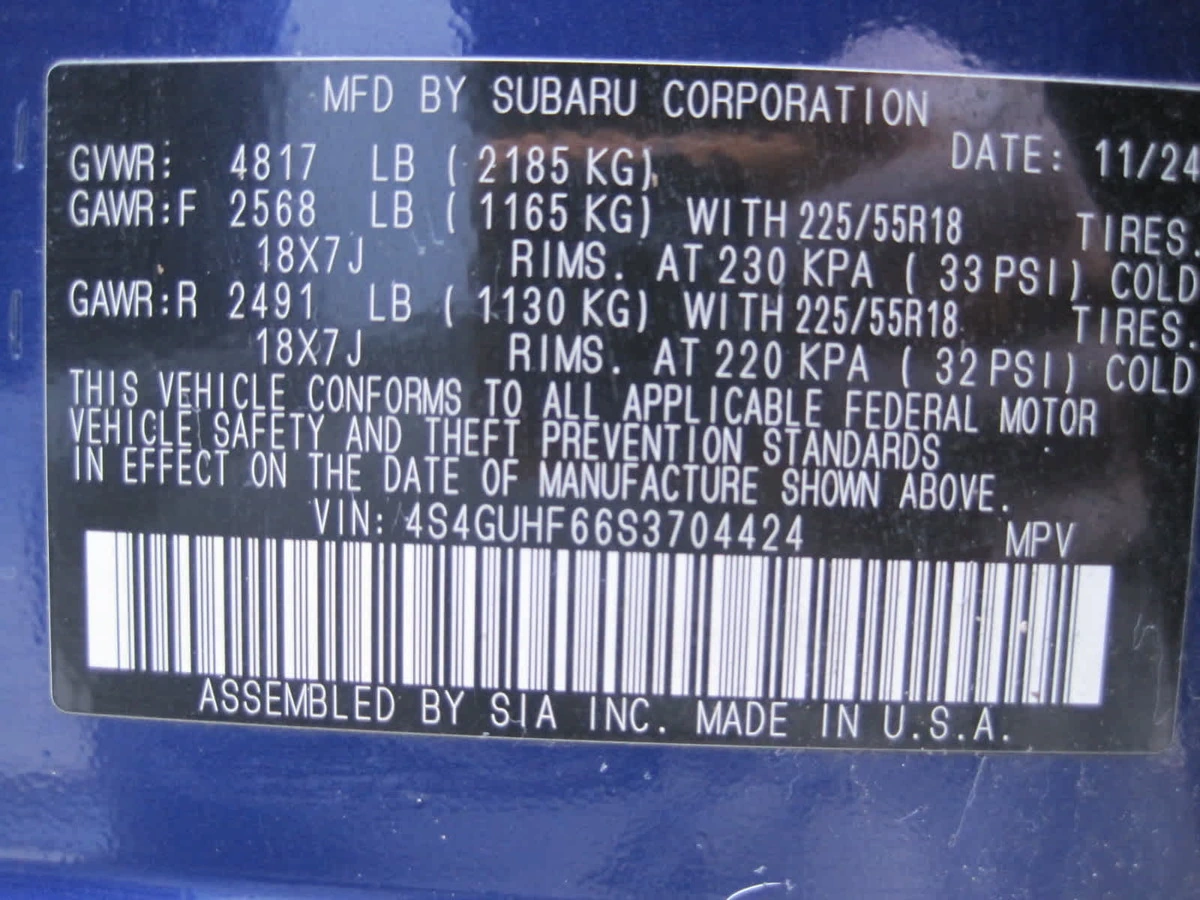 MFD BY SUBARU CORPORATION
GVWR: 4817 LB ( 2185 KG) DATE: 11/24
GAWR:F 2568 LB ( 1165 KG) WITH 225/55R18 TIRES.
18X7J RIMS. AT 230 KPA ( 33 PSI) COLD
GAWR:R 2491 LB ( 1130 KG) WITH 225/55R18 TIRES.
18X7J RIMS. AT 220 KPA ( 32 PSI) COLD
THIS VEHICLE CONFORMS TO ALL APPLICABLE FEDERAL MOTOR
VEHICLE SAFETY AND THEFT PREVENTION STANDARDS
IN EFFECT ON THE DATE OF MANUFACTURE SHOWN ABOVE.
VIN: 4S4GUHF66S3704424 MPV
ASSEMBLED BY SIA INC. MADE IN U.S.A.